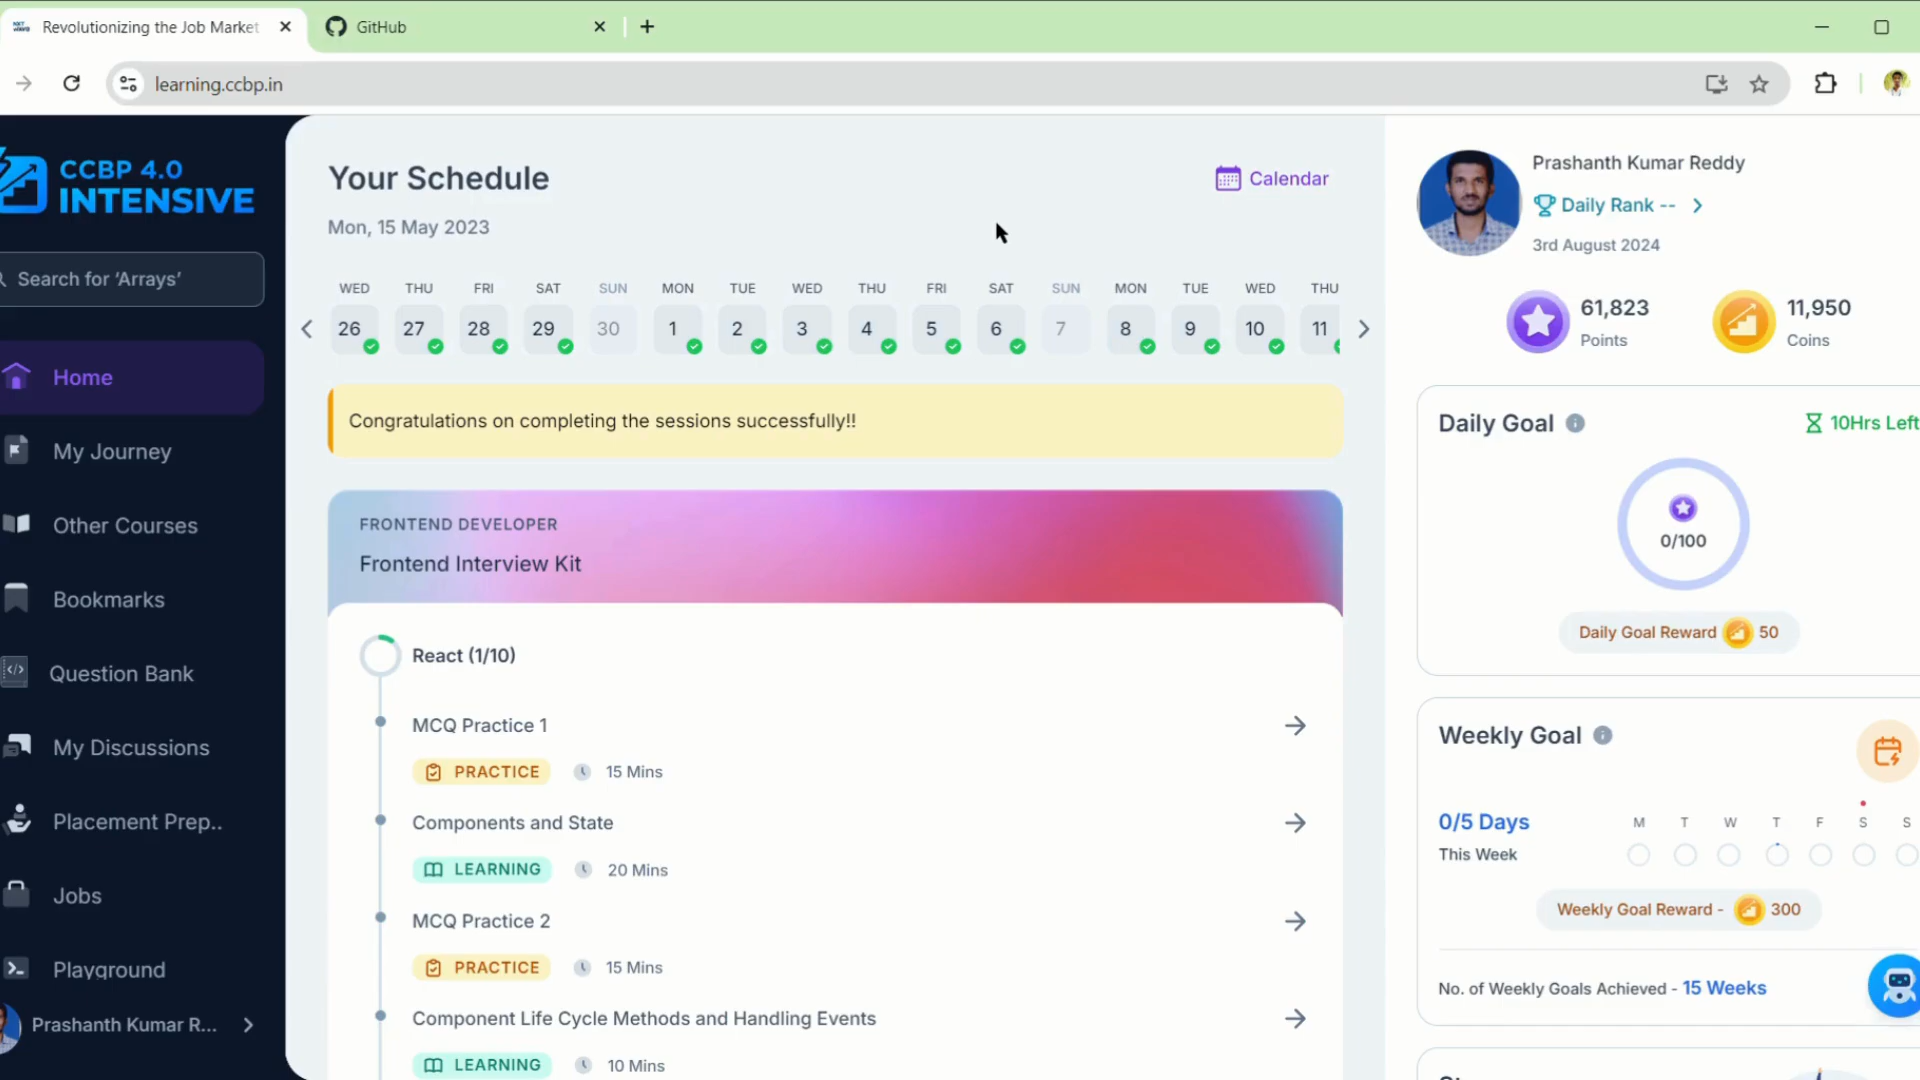 Revolutionizing the Job Market
GitHub
learning.ccbp.in
CCBP 4.0
INTENSIVE
Search for ‘Arrays’
Home
My Journey
Other Courses
Bookmarks
Question Bank
My Discussions
Placement Prep..
Jobs
Playground
Prashanth Kumar R...
Your Schedule
Calendar
Mon, 15 May 2023
WED THU FRI SAT SUN MON TUE WED THU FRI SAT SUN MON TUE WED THU
26 27 28 29 30 1 2 3 4 5 6 7 8 9 10 11
Congratulations on completing the sessions successfully!!
FRONTEND DEVELOPER
Frontend Interview Kit
React (1/10)
MCQ Practice 1
PRACTICE 15 Mins
Components and State
LEARNING 20 Mins
MCQ Practice 2
PRACTICE 15 Mins
Component Life Cycle Methods and Handling Events
LEARNING 10 Mins
Prashanth Kumar Reddy
Daily Rank --
3rd August 2024
61,823
Points
11,950
Coins
Daily Goal
10Hrs Left
0/100
Daily Goal Reward 50
Weekly Goal
0/5 Days
This Week
M T W T F S S
Weekly Goal Reward - 300
No. of Weekly Goals Achieved - 15 Weeks